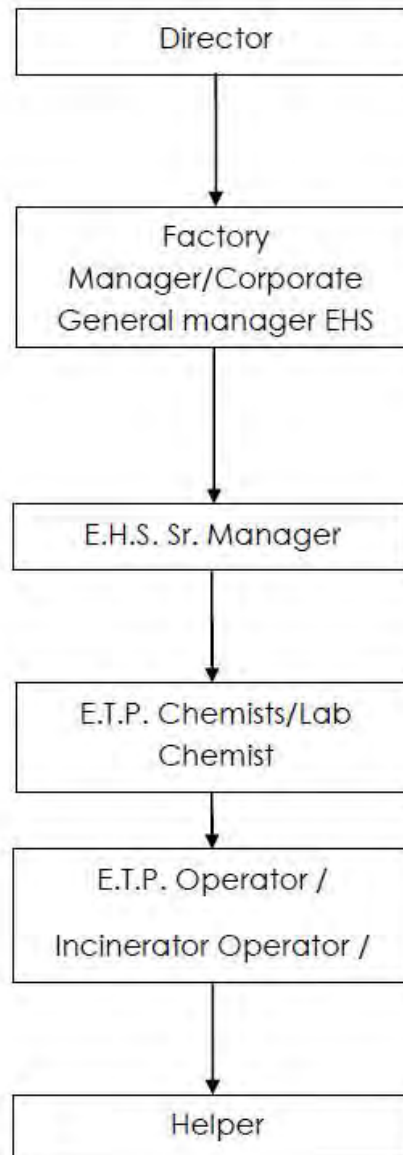 Director
Factory
Manager/Corporate
General manager EHS
E.H.S. Sr. Manager
E.T.P. Chemists/Lab
Chemist
E.T.P. Operator /
Incinerator Operator /
Helper